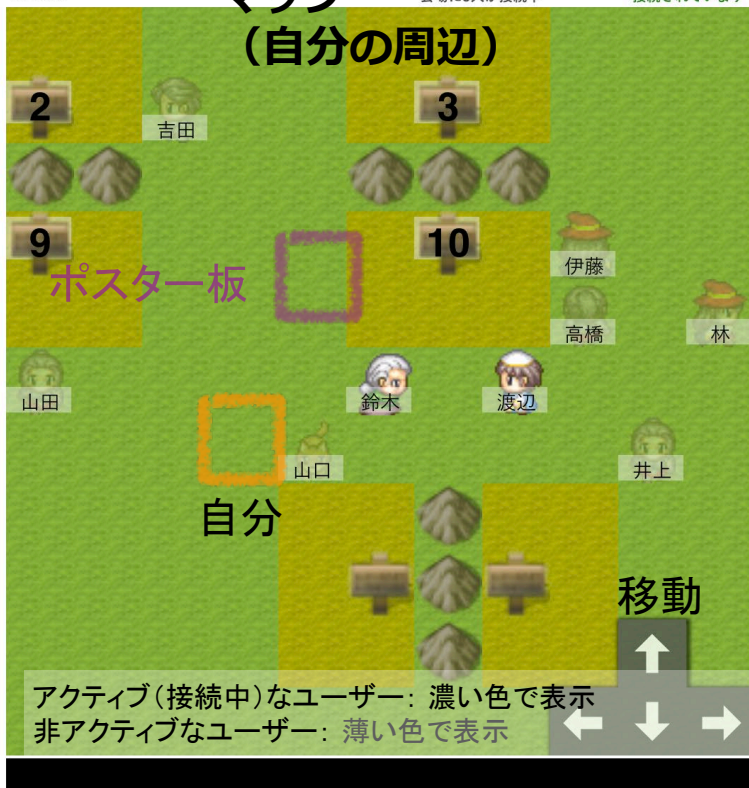 マップ
（自分の周辺）
2
吉田
3
9
10
伊藤
ポスター板
高橋
林
山田
鈴木
渡辺
山口
井上
自分
移動
アクティブ（接続中）なユーザー: 濃い色で表示
非アクティブなユーザー: 薄い色で表示